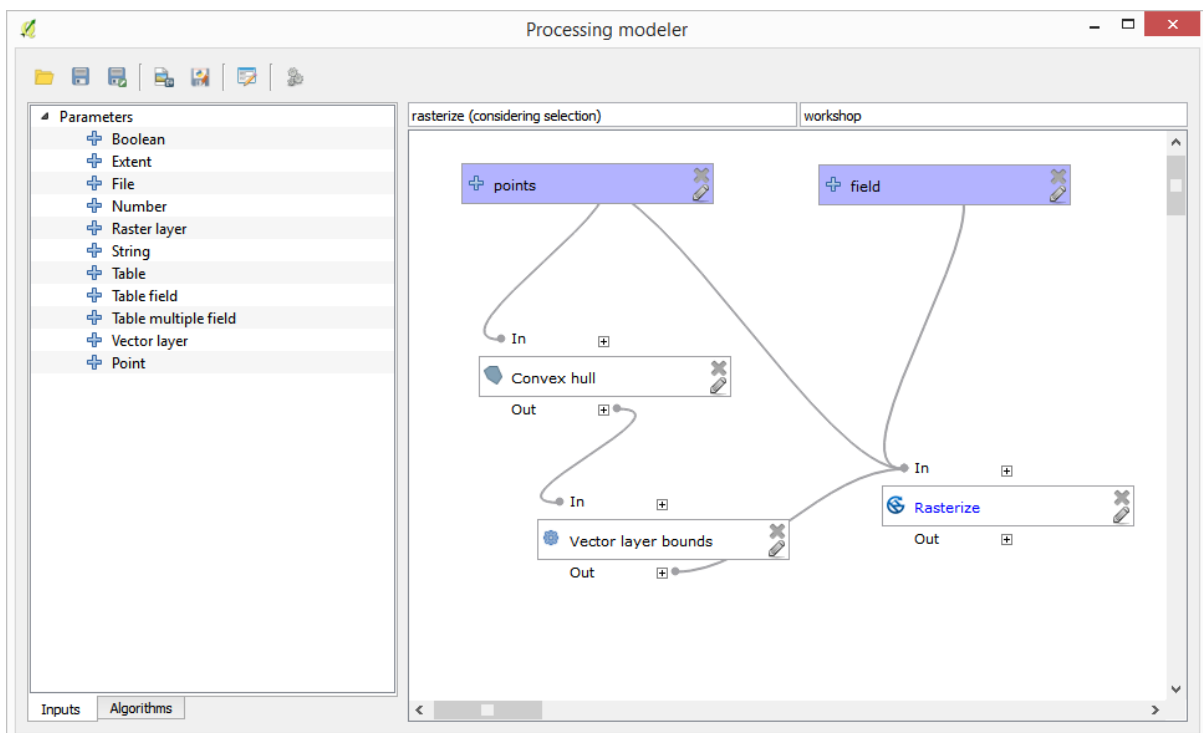 Processing modeler
Parameters
Boolean
Extent
File
Number
Raster layer
String
Table
Table field
Table multiple field
Vector layer
Point
Inputs Algorithms
rasterize (considering selection) workshop
points field
In
Convex hull
Out
In
Rasterize
Out
In
Vector layer bounds
Out